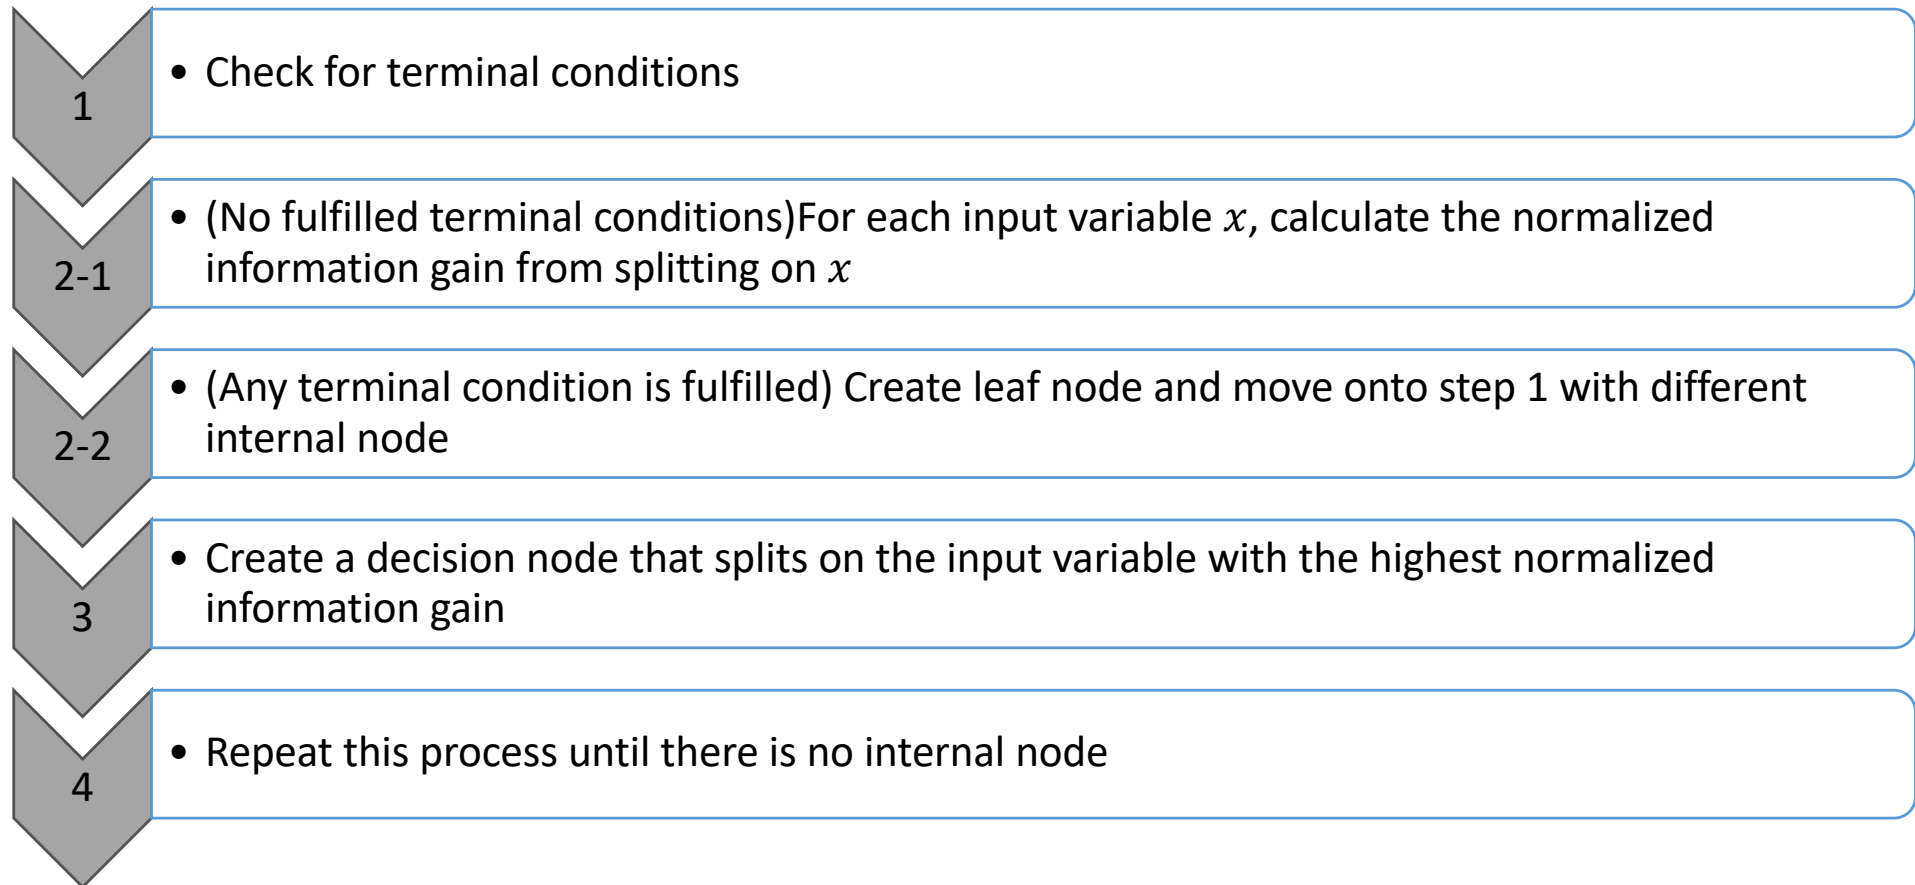 1
• Check for terminal conditions
2-1
• (No fulfilled terminal conditions)For each input variable 𝑥, calculate the normalized
information gain from splitting on 𝑥
2-2
• (Any terminal condition is fulfilled) Create leaf node and move onto step 1 with different
internal node
3
• Create a decision node that splits on the input variable with the highest normalized
information gain
4
• Repeat this process until there is no internal node